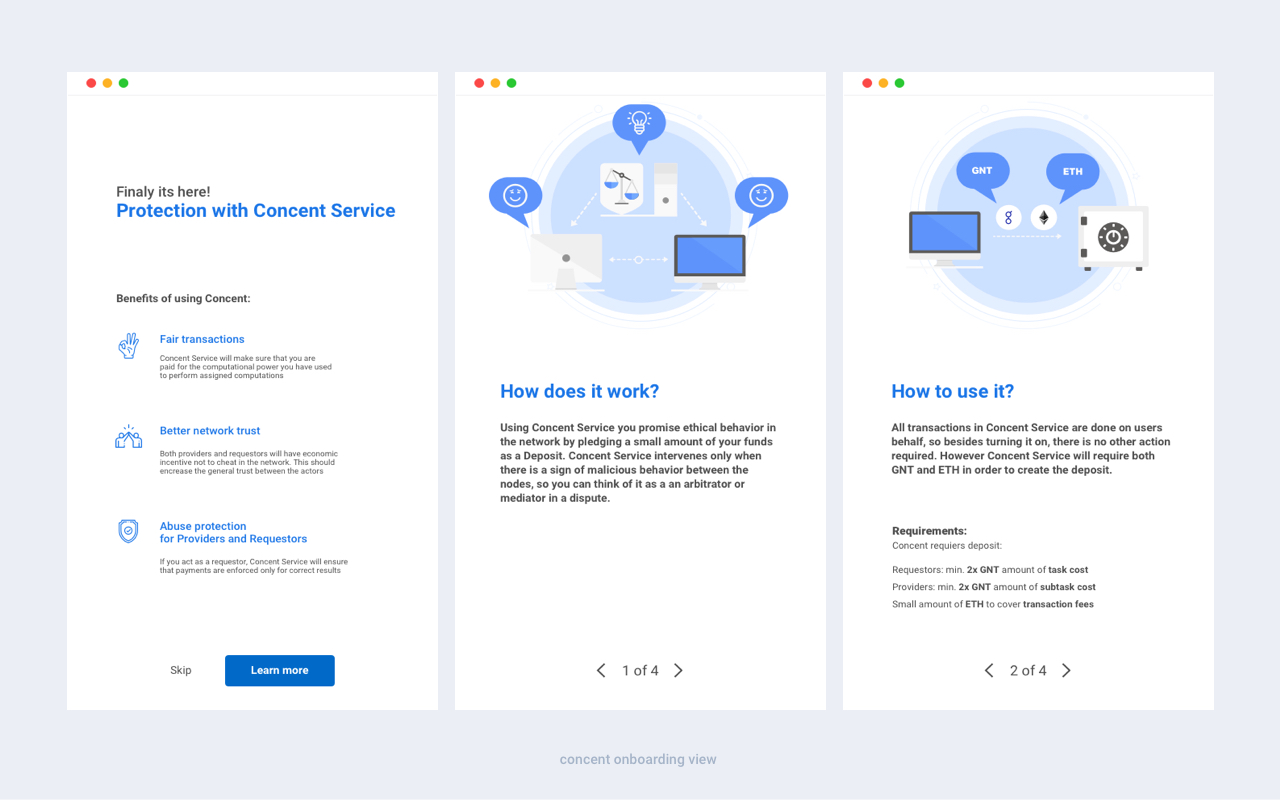 Finaly its here!
Protection with Concent Service
Benefits of using Concent:
Fair transactions
Concent Service will make sure that you are
paid for the computational power you have used
to perform assigned computations
Better network trust
Both providers and requestors will have economic
incentive not to cheat in the network. This should
encrease the general trust between the actors
Abuse protection
for Providers and Requestors
If you act as a requestor, Concent Service will ensure
that payments are enforced only for correct results
Skip
Learn more
How does it work?
Using Concent Service you promise ethical behavior in
the network by pledging a small amount of your funds
as a Deposit. Concent Service intervenes only when
there is a sign of malicious behavior between the
nodes, so you can think of it as a an arbitrator or
mediator in a dispute.
1 of 4
GNT
ETH
How to use it?
All transactions in Concent Service are done on users
behalf, so besides turning it on, there is no other action
required. However Concent Service will require both
GNT and ETH in order to create the deposit.
Requirements:
Concent requiers deposit:
Requestors: min. 2x GNT amount of task cost
Providers: min. 2x GNT amount of subtask cost
Small amount of ETH to cover transaction fees
2 of 4
concent onboarding view